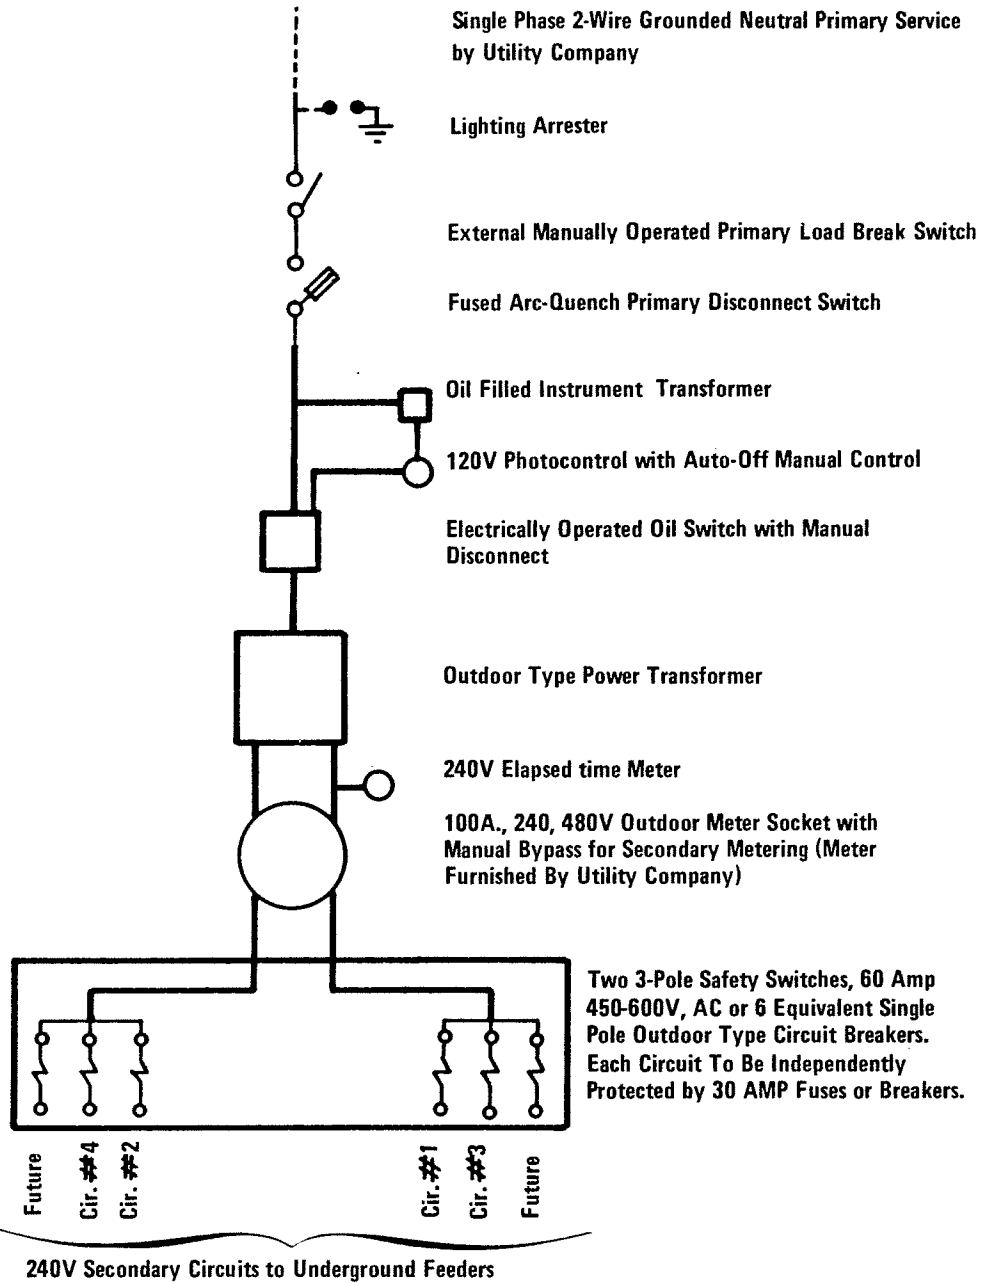 Single Phase 2-Wire Grounded Neutral Primary Service
by Utility Company
Lighting Arrester
External Manually Operated Primary Load Break Switch
Fused Arc-Quench Primary Disconnect Switch
Oil Filled Instrument Transformer
120V Photocontrol with Auto-Off Manual Control
Electrically Operated Oil Switch with Manual
Disconnect
Outdoor Type Power Transformer
240V Elapsed time Meter
100A., 240, 480V Outdoor Meter Socket with
Manual Bypass for Secondary Metering (Meter
Furnished By Utility Company)
Two 3-Pole Safety Switches, 60 Amp
450-600V, AC or 6 Equivalent Single
Pole Outdoor Type Circuit Breakers.
Each Circuit To Be Independently
Protected by 30 AMP Fuses or Breakers.
Future
Cir. #4
Cir. #2
Cir. #1
Cir. #3
Future
240V Secondary Circuits to Underground Feeders